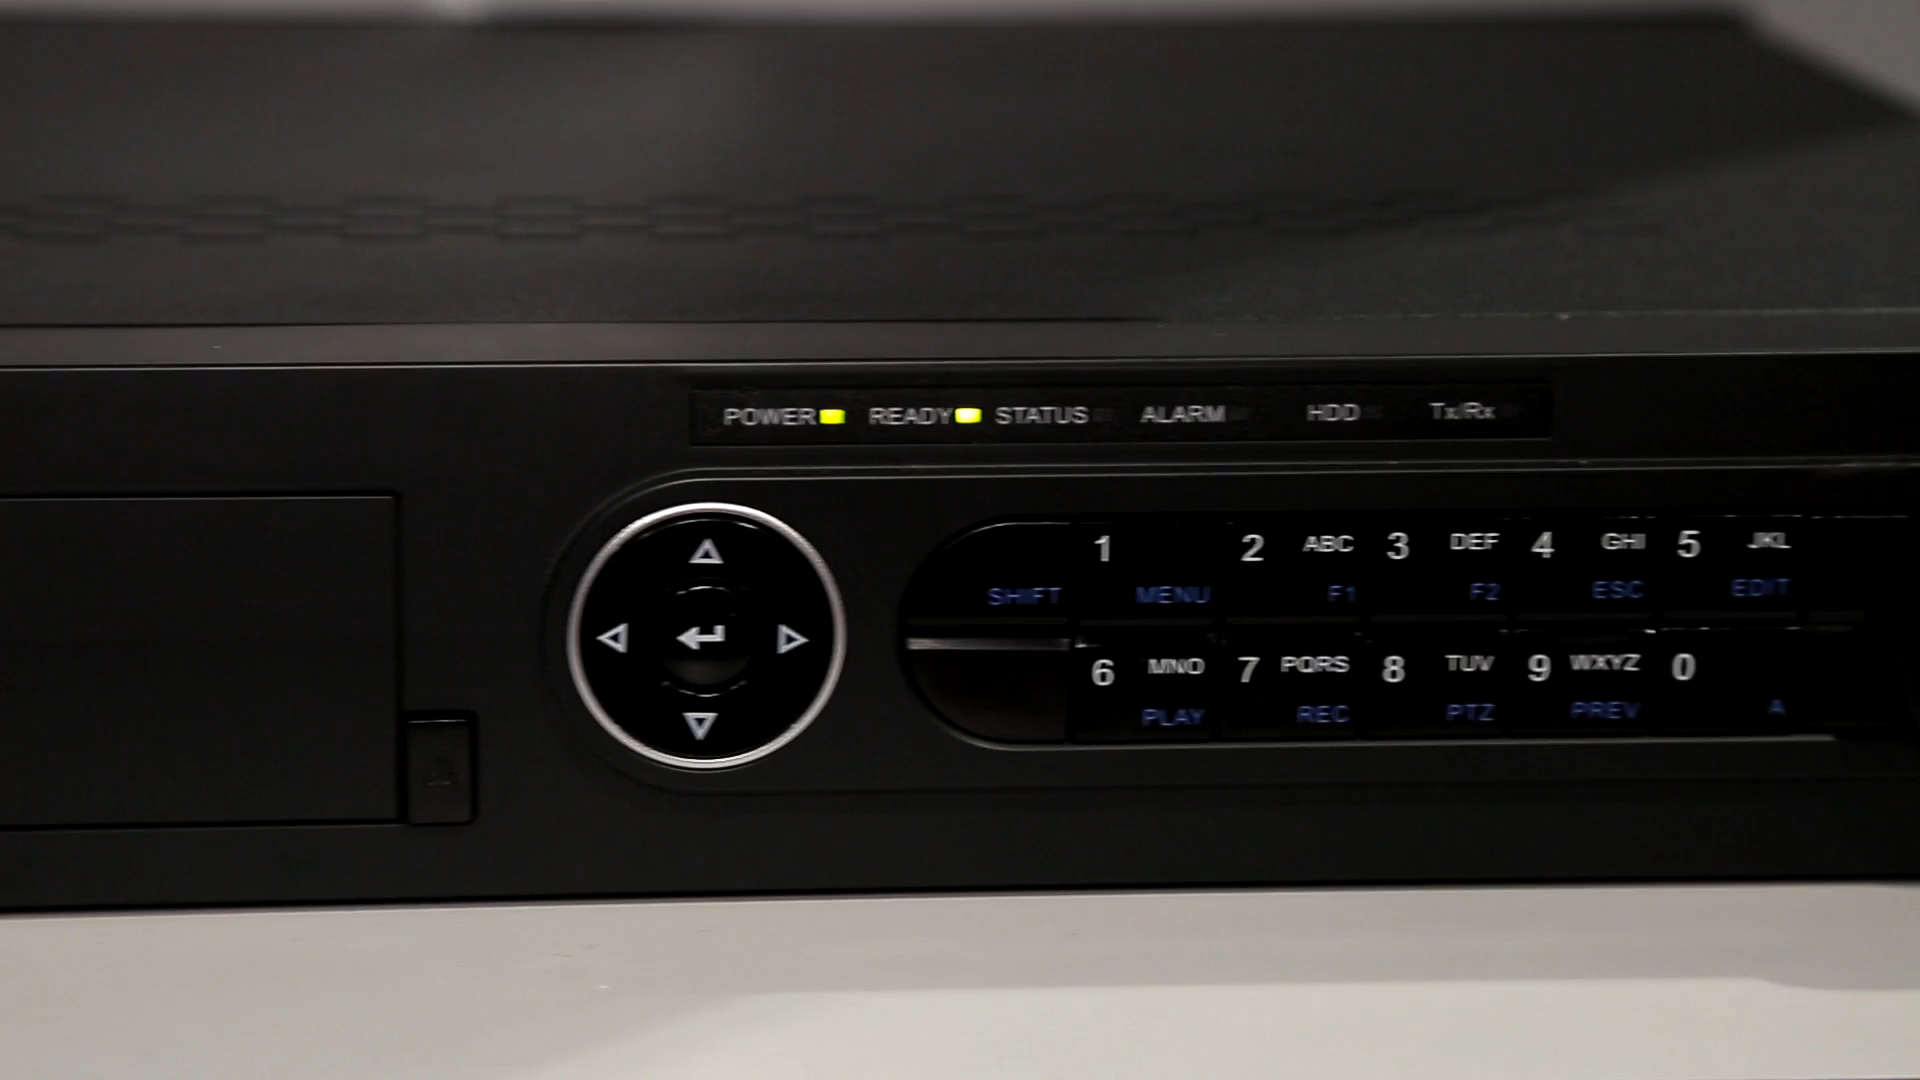 POWER READY STATUS ALARM HDD Tx/Rx
1 2 ABC 3 DEF 4 GHI 5 JKL
SHIFT MENU F1 F2 ESC EDIT
6 MNO 7 PQRS 8 TUV 9 WXYZ 0
PLAY REC PTZ PREV A